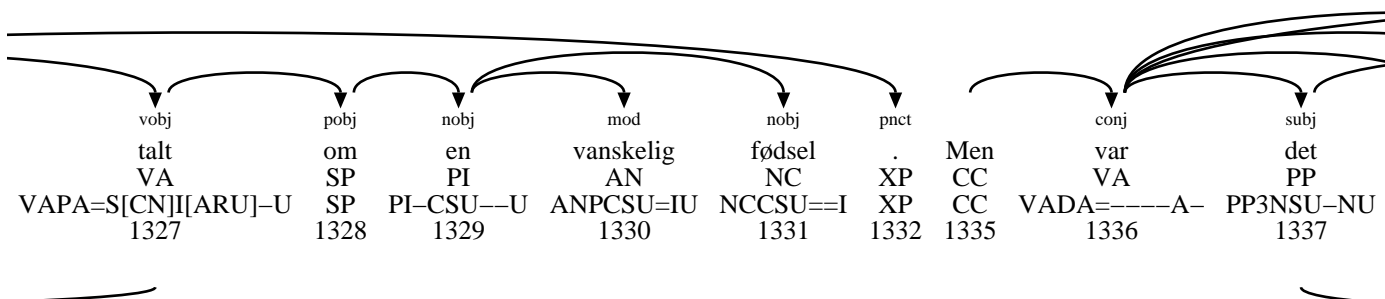 vobj pobj nobj mod nobj pnct conj subj
talt om en vanskelig fødsel . Men var det
VA SP PI AN NC XP CC VA PP
VAPA=S[CN]I[ARU]−U SP PI−CSU−−U ANPCSU=IU NCCSU==I XP CC VADA=−−−−A− PP3NSU−NU
1327 1328 1329 1330 1331 1332 1335 1336 1337